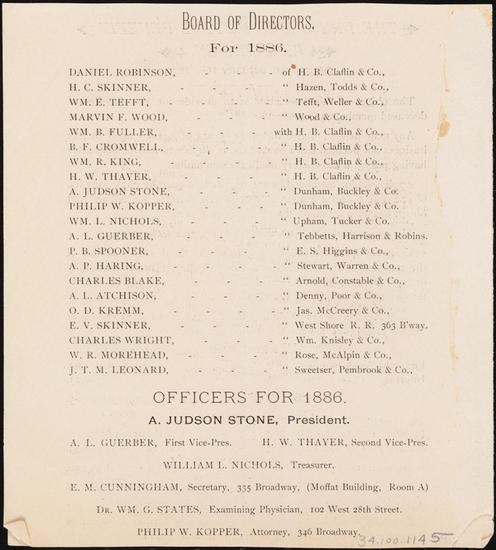 BOARD OF DIRECTORS.
For 1886.
DANIEL ROBINSON, - - - of H. B. Claflin & Co.,
H. C. SKINNER, - - - " Hazen, Todds & Co.,
WM. E. TEFFT, - - - " Tefft, Weller & Co.,
MARVIN F. WOOD, - - - " Wood & Co.,
WM. B. FULLER, - - - with H. B. Claflin & Co.,
B. F. CROMWELL, - - - " H. B. Claflin & Co.,
WM. R. KING, - - - - " H. B. Claflin & Co.,
H. W. THAYER, - - - - " H. B. Claflin & Co.,
A. JUDSON STONE, - - - " Dunham, Buckley & Co.
PHILIP W. KOPPER, - - - " Dunham, Buckley & Co.
WM. L. NICHOLS, - - - " Upham, Tucker & Co.
A. L. GUERBER, - - - - " Tebbetts, Harrison & Robins.
P. B. SPOONER, - - - - " E. S. Higgins & Co.,
A. P. HARING, - - - - " Stewart, Warren & Co.,
CHARLES BLAKE, - - - " Arnold, Constable & Co.,
A. L. ATCHISON, - - - " Denny, Poor & Co.,
O. D. KREMM, - - - - " Jas. McCreery & Co.,
E. V. SKINNER, - - - - " West Shore R. R. 363 B'way.
CHARLES WRIGHT, - - - " Wm. Knisley & Co.,
W. R. MOREHEAD, - - - " Rose, McAlpin & Co.,
J. T. M. LEONARD, - - - " Sweetser, Pembrook & Co.,
OFFICERS FOR 1886.
A. JUDSON STONE, President.
A. L. GUERBER, First Vice-Pres. H. W. THAYER, Second Vice-Pres.
WILLIAM L. NICHOLS, Treasurer.
E. M. CUNNINGHAM, Secretary, 335 Broadway, (Moffat Building, Room A)
DR. WM. G. STATES, Examining Physician, 102 West 28th Street.
PHILIP W. KOPPER, Attorney, 346 Broadway.
34.100.1145